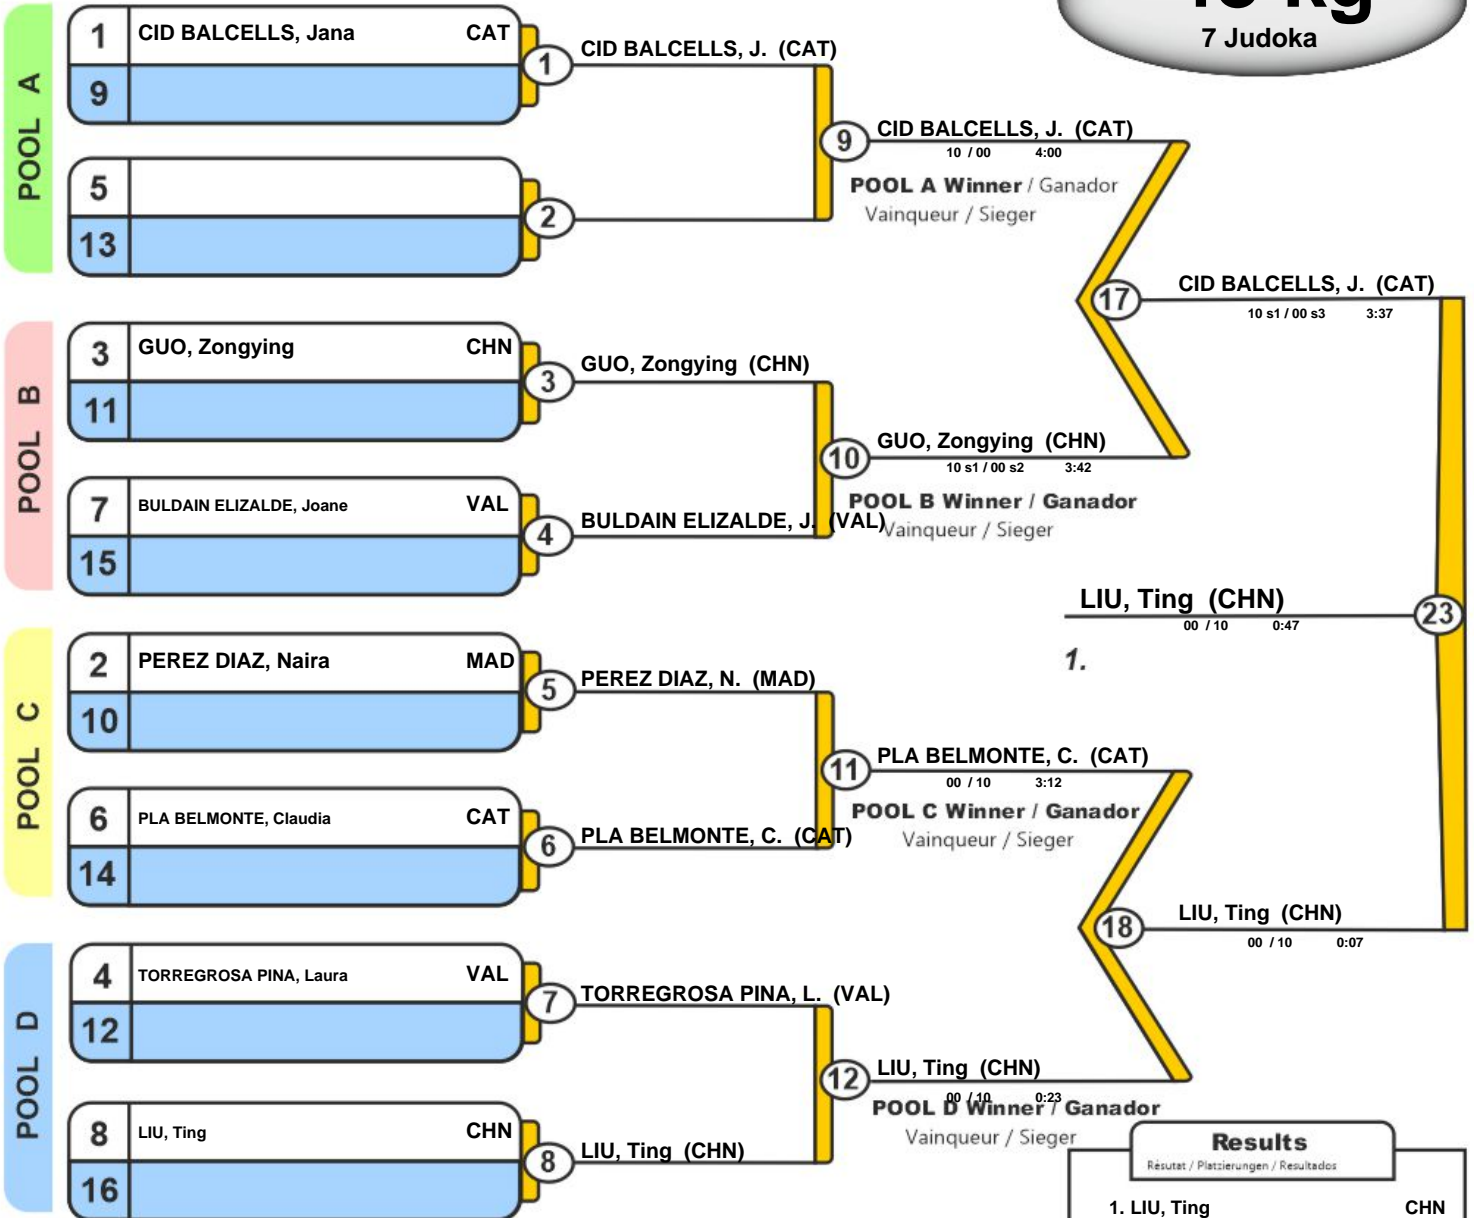 7 Judoka
POOL A
1 CID BALCELLS, Jana CAT
9
1 CID BALCELLS, J. (CAT)
5
13
2
9 CID BALCELLS, J. (CAT)
10 / 00 4:00
POOL A Winner / Ganador
Vainqueur / Sieger
POOL B
3 GUO, Zongying CHN
11
3 GUO, Zongying (CHN)
7 BULDAIN ELIZALDE, Joane VAL
15
4 BULDAIN ELIZALDE, J. (VAL)
10 GUO, Zongying (CHN)
10 s1 / 00 s2 3:42
POOL B Winner / Ganador
Vainqueur / Sieger
17 CID BALCELLS, J. (CAT)
10 s1 / 00 s3 3:37
LIU, Ting (CHN) 23
00 / 10 0:47
1.
POOL C
2 PEREZ DIAZ, Naira MAD
10
5 PEREZ DIAZ, N. (MAD)
6 PLA BELMONTE, Claudia CAT
14
6 PLA BELMONTE, C. (CAT)
11 PLA BELMONTE, C. (CAT)
00 / 10 3:12
POOL C Winner / Ganador
Vainqueur / Sieger
18 LIU, Ting (CHN)
00 / 10 0:07
POOL D
4 TORREGROSA PINA, Laura VAL
12
7 TORREGROSA PINA, L. (VAL)
8 LIU, Ting CHN
16
8 LIU, Ting (CHN)
12 LIU, Ting (CHN)
00 / 10 0:23
POOL D Winner / Ganador
Vainqueur / Sieger
Results
Résutat / Platzierungen / Resultados
1. LIU, Ting CHN